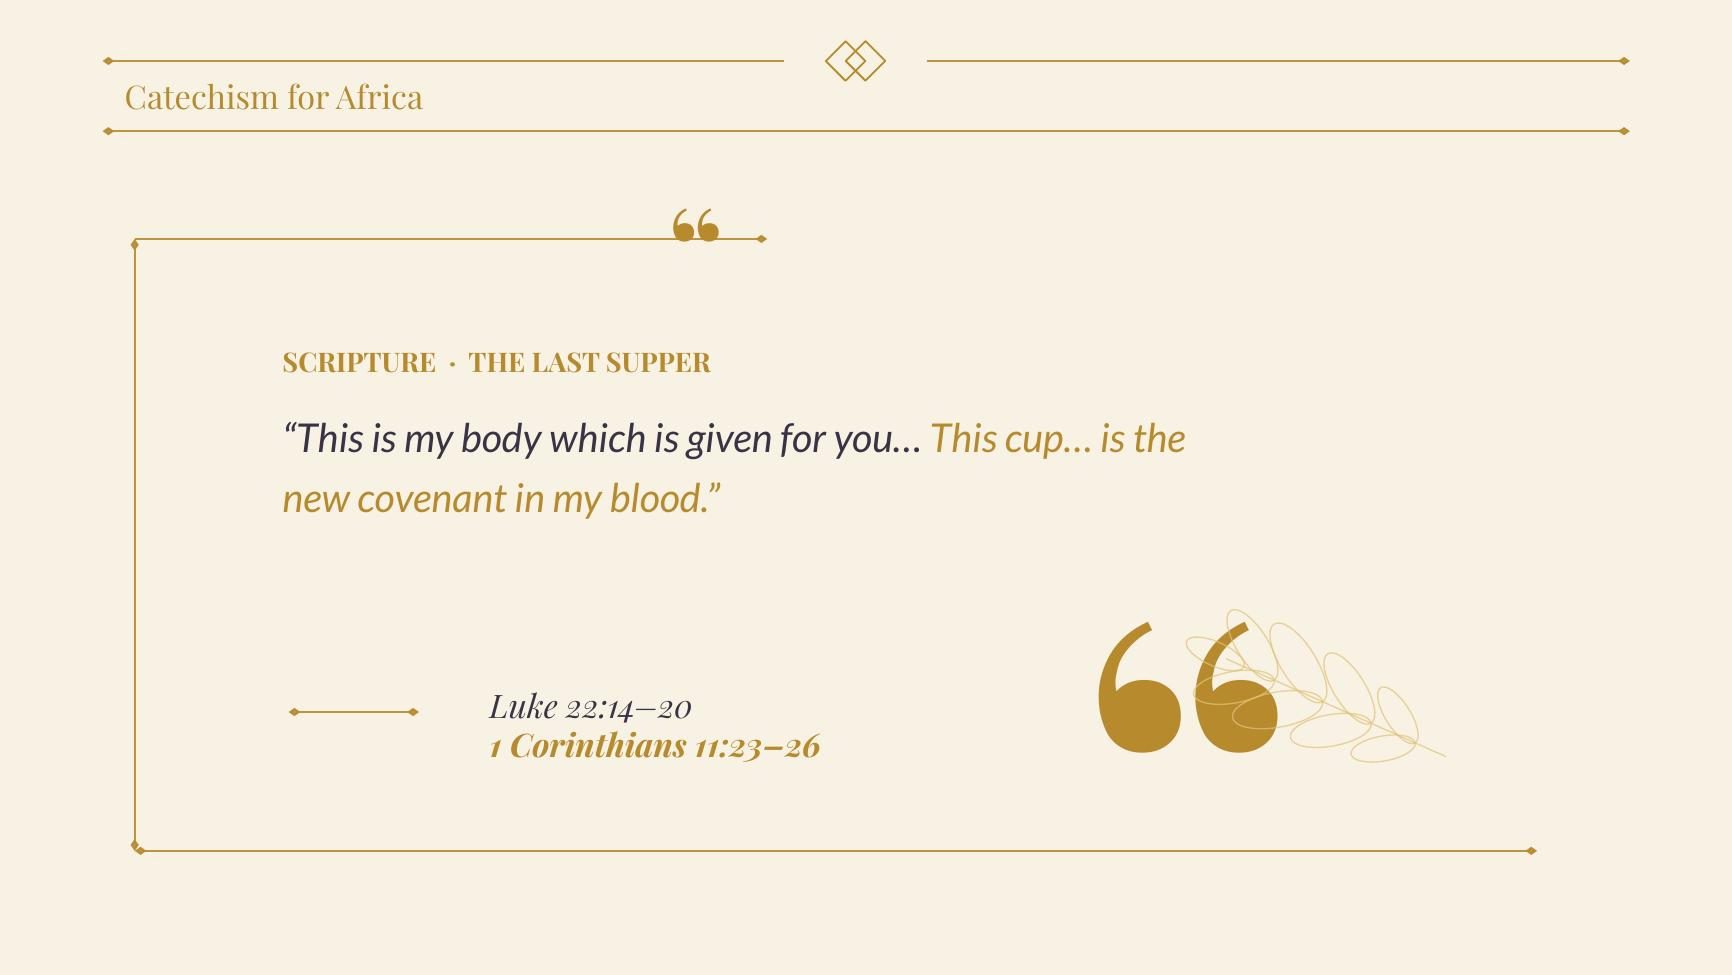 Catechism for Africa
SCRIPTURE · THE LAST SUPPER
“This is my body which is given for you… This cup… is the
new covenant in my blood.”
Luke 22:14–20
1 Corinthians 11:23–26